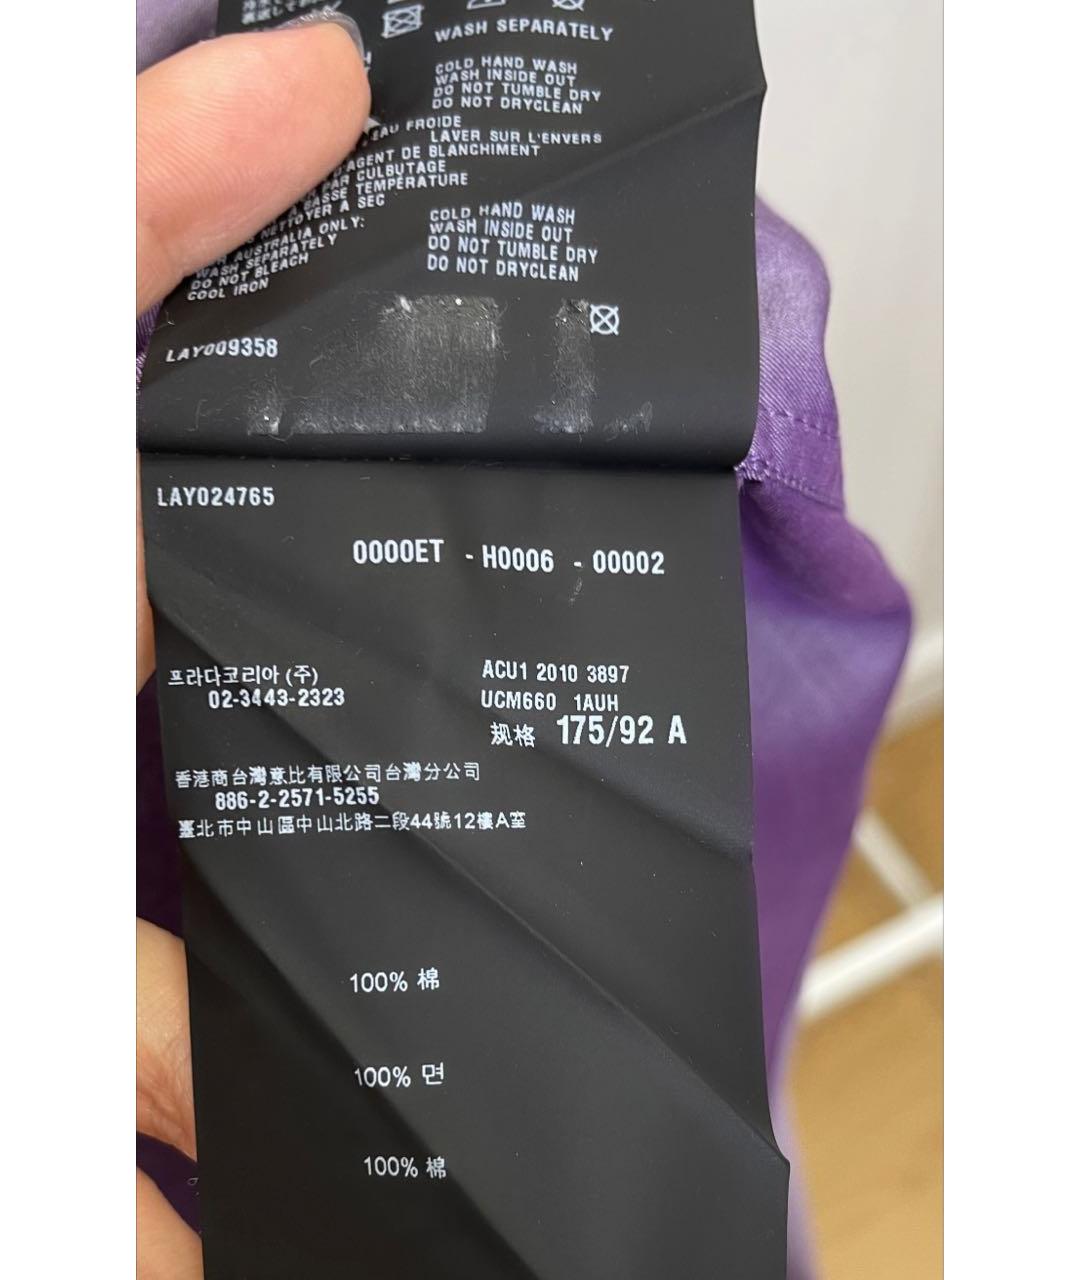 WASH SEPARATELY
COLD HAND WASH
WASH INSIDE OUT
DO NOT TUMBLE DRY
DO NOT DRYCLEAN
EAU FROIDE
LAVER SUR L'ENVERS
AGENT DE BLANCHIMENT
PAR CULBUTAGE
BASSE TEMPÉRATURE
NETTOYER A SEC
AUSTRALIA ONLY:
WASH SEPARATELY
DO NOT BLEACH
COOL IRON
COLD HAND WASH
WASH INSIDE OUT
DO NOT TUMBLE DRY
DO NOT DRYCLEAN
LAY009358
LAY024765
0000ET - H0006 - 00002
프라다코리아 (주)
02-3443-2323
ACU1 2010 3897
UCM660 1AUH
规格 175/92 A
香港商台灣意比有限公司台灣分公司
886-2-2571-5255
臺北市中山區中山北路二段44號12樓A室
100% 棉
100% 면
100% 棉